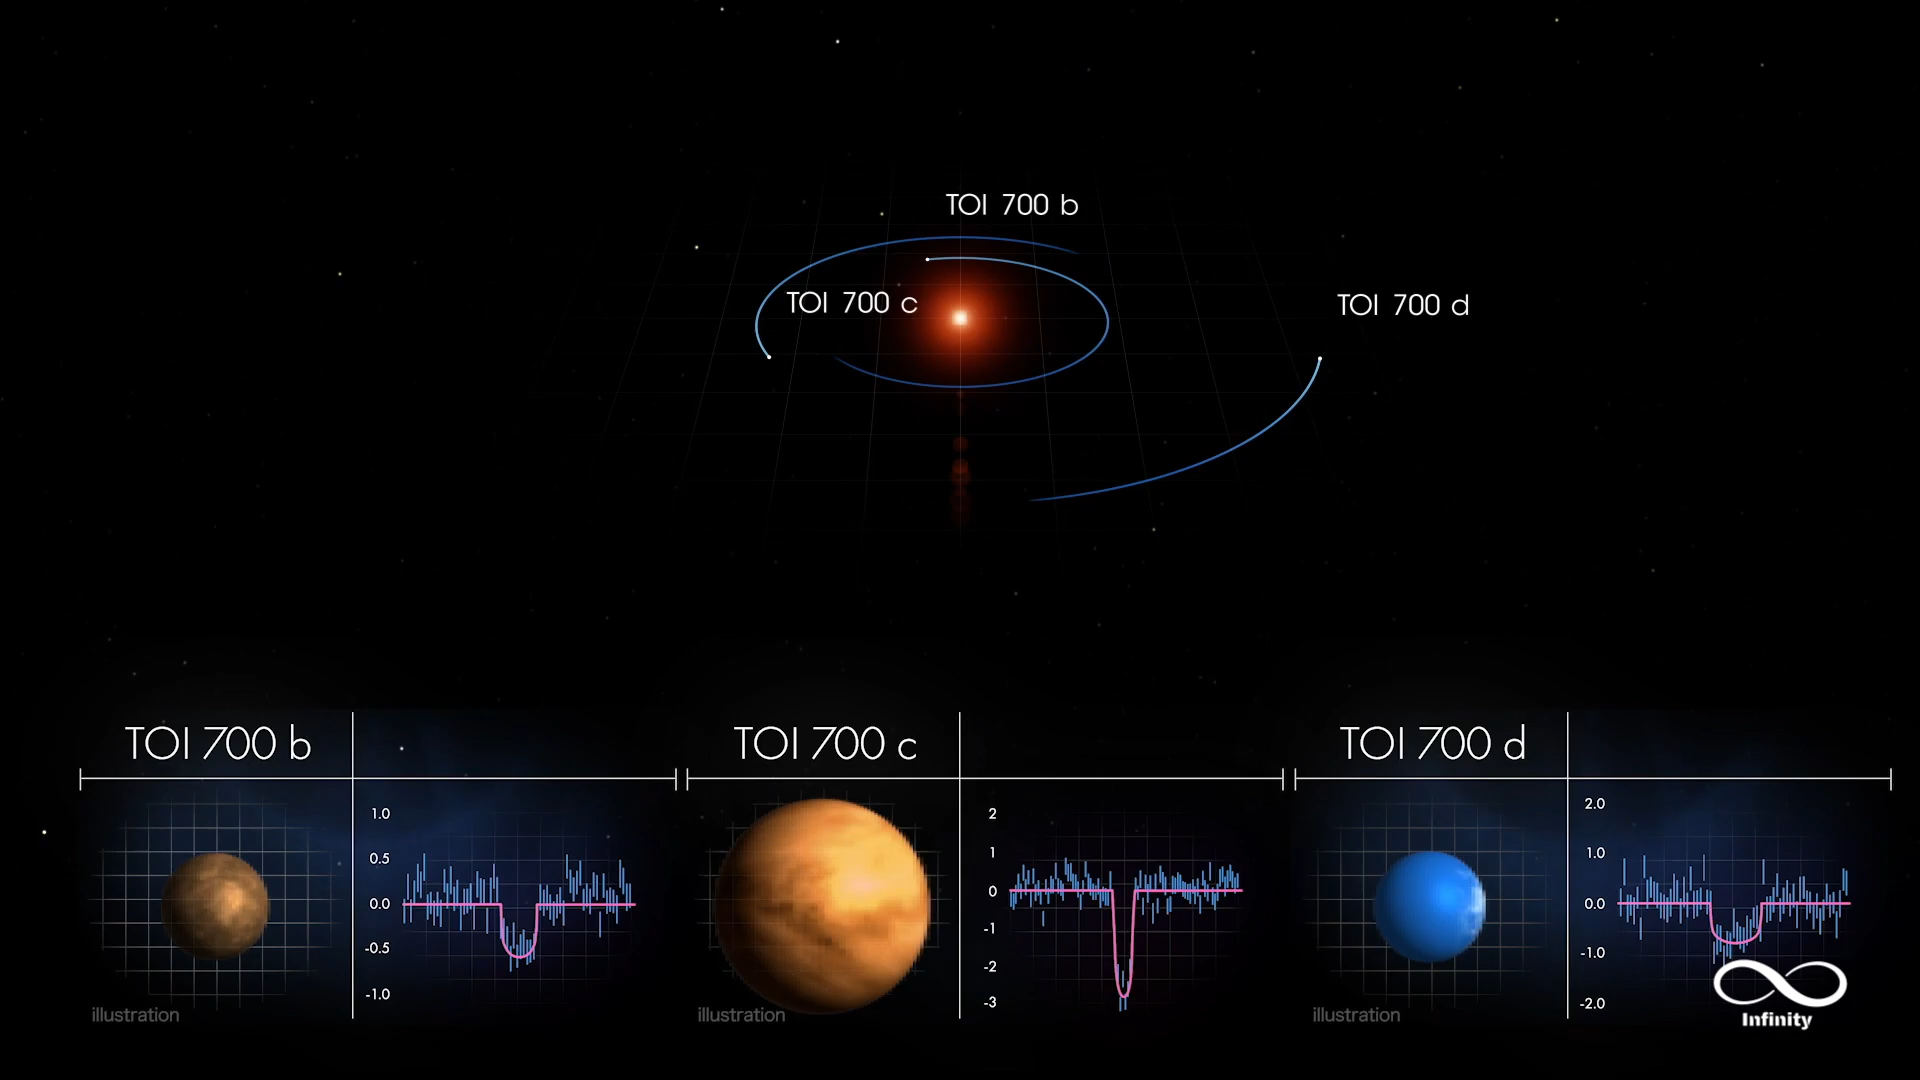 TOI 700 b
TOI 700 c
TOI 700 d
TOI 700 b
1.0
0.5
0.0
-0.5
-1.0
illustration
TOI 700 c
2
1
0
-1
-2
-3
illustration
TOI 700 d
2.0
1.0
0.0
-1.0
-2.0
illustration
Infinity